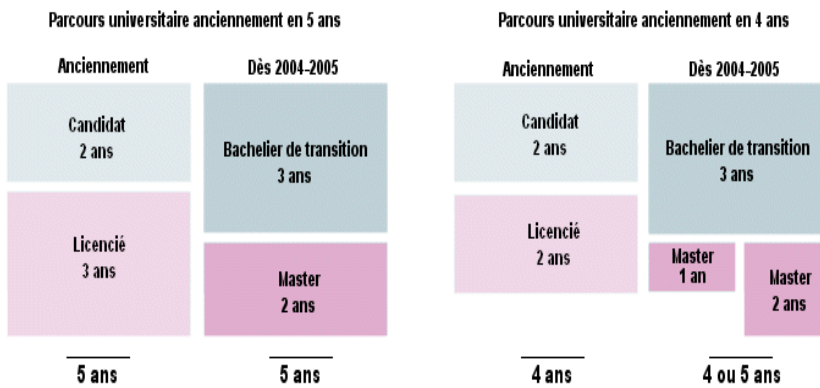 Parcours universitaire anciennement en 5 ans
Anciennement
Dès 2004-2005
Candidat
2 ans
Bachelier de transition
3 ans
Licencié
3 ans
Master
2 ans
5 ans
5 ans
Parcours universitaire anciennement en 4 ans
Anciennement
Dès 2004-2005
Candidat
2 ans
Bachelier de transition
3 ans
Licencié
2 ans
Master
1 an
Master
2 ans
4 ans
4 ou 5 ans